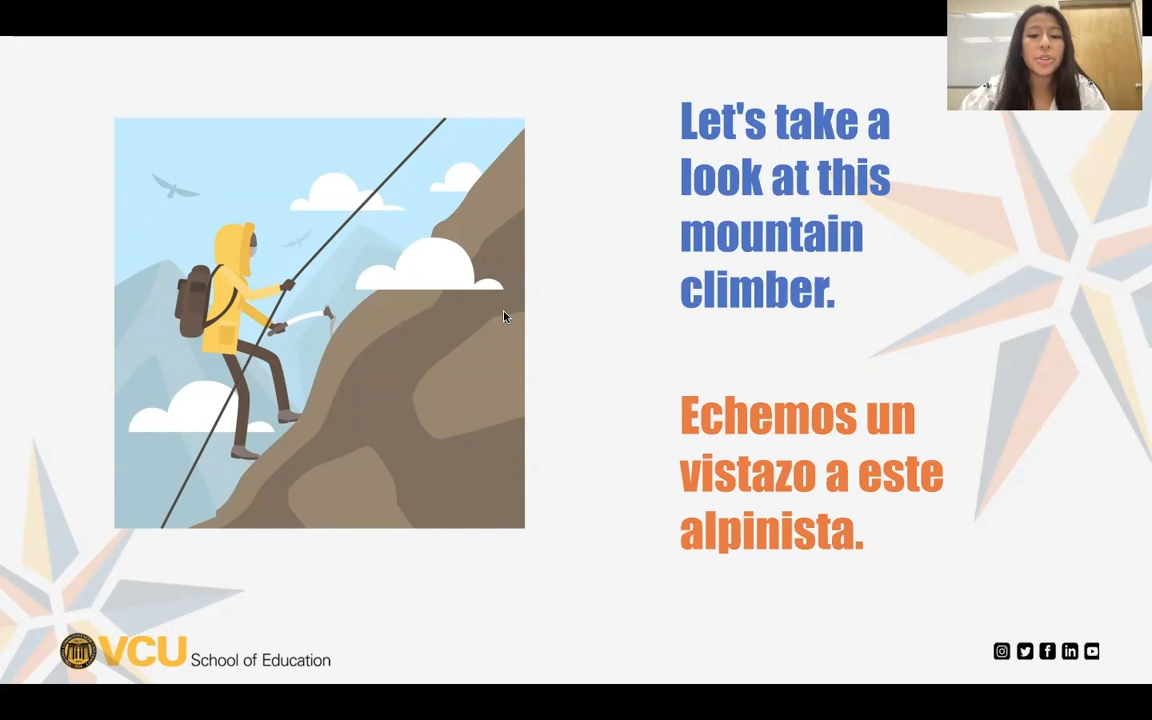 Let's take a
look at this
mountain
climber.
Echemos un
vistazo a este
alpinista.
VCU School of Education